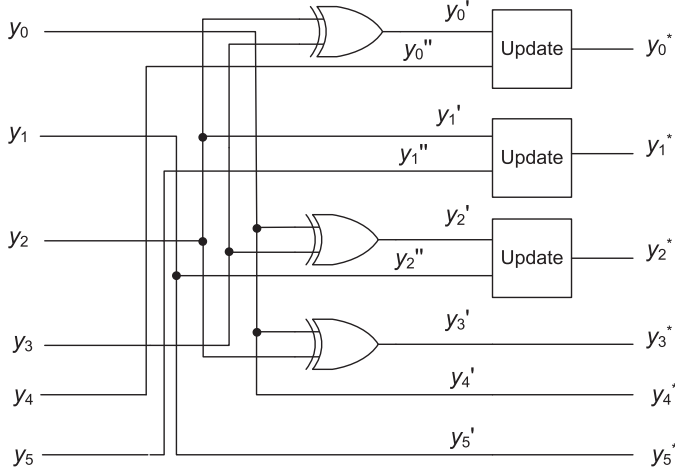 y0 y0' Update y0*
y0"
y1 y1' Update y1*
y1"
y2 y2' Update y2*
y2"
y3 y3' y3*
y4 y4' y4*
y5 y5' y5*